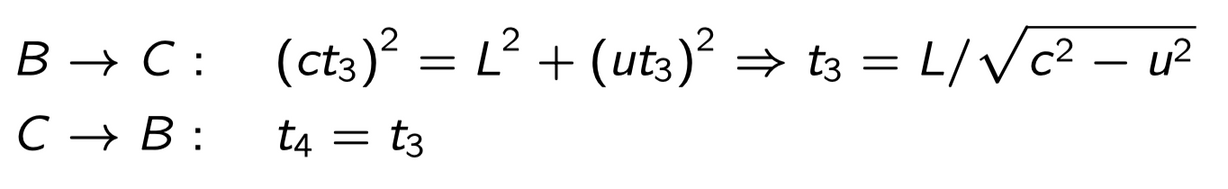 B → C : (ct₃)² = L² + (ut₃)² ⇒ t₃ = L/√(c² − u²)
C → B : t₄ = t₃